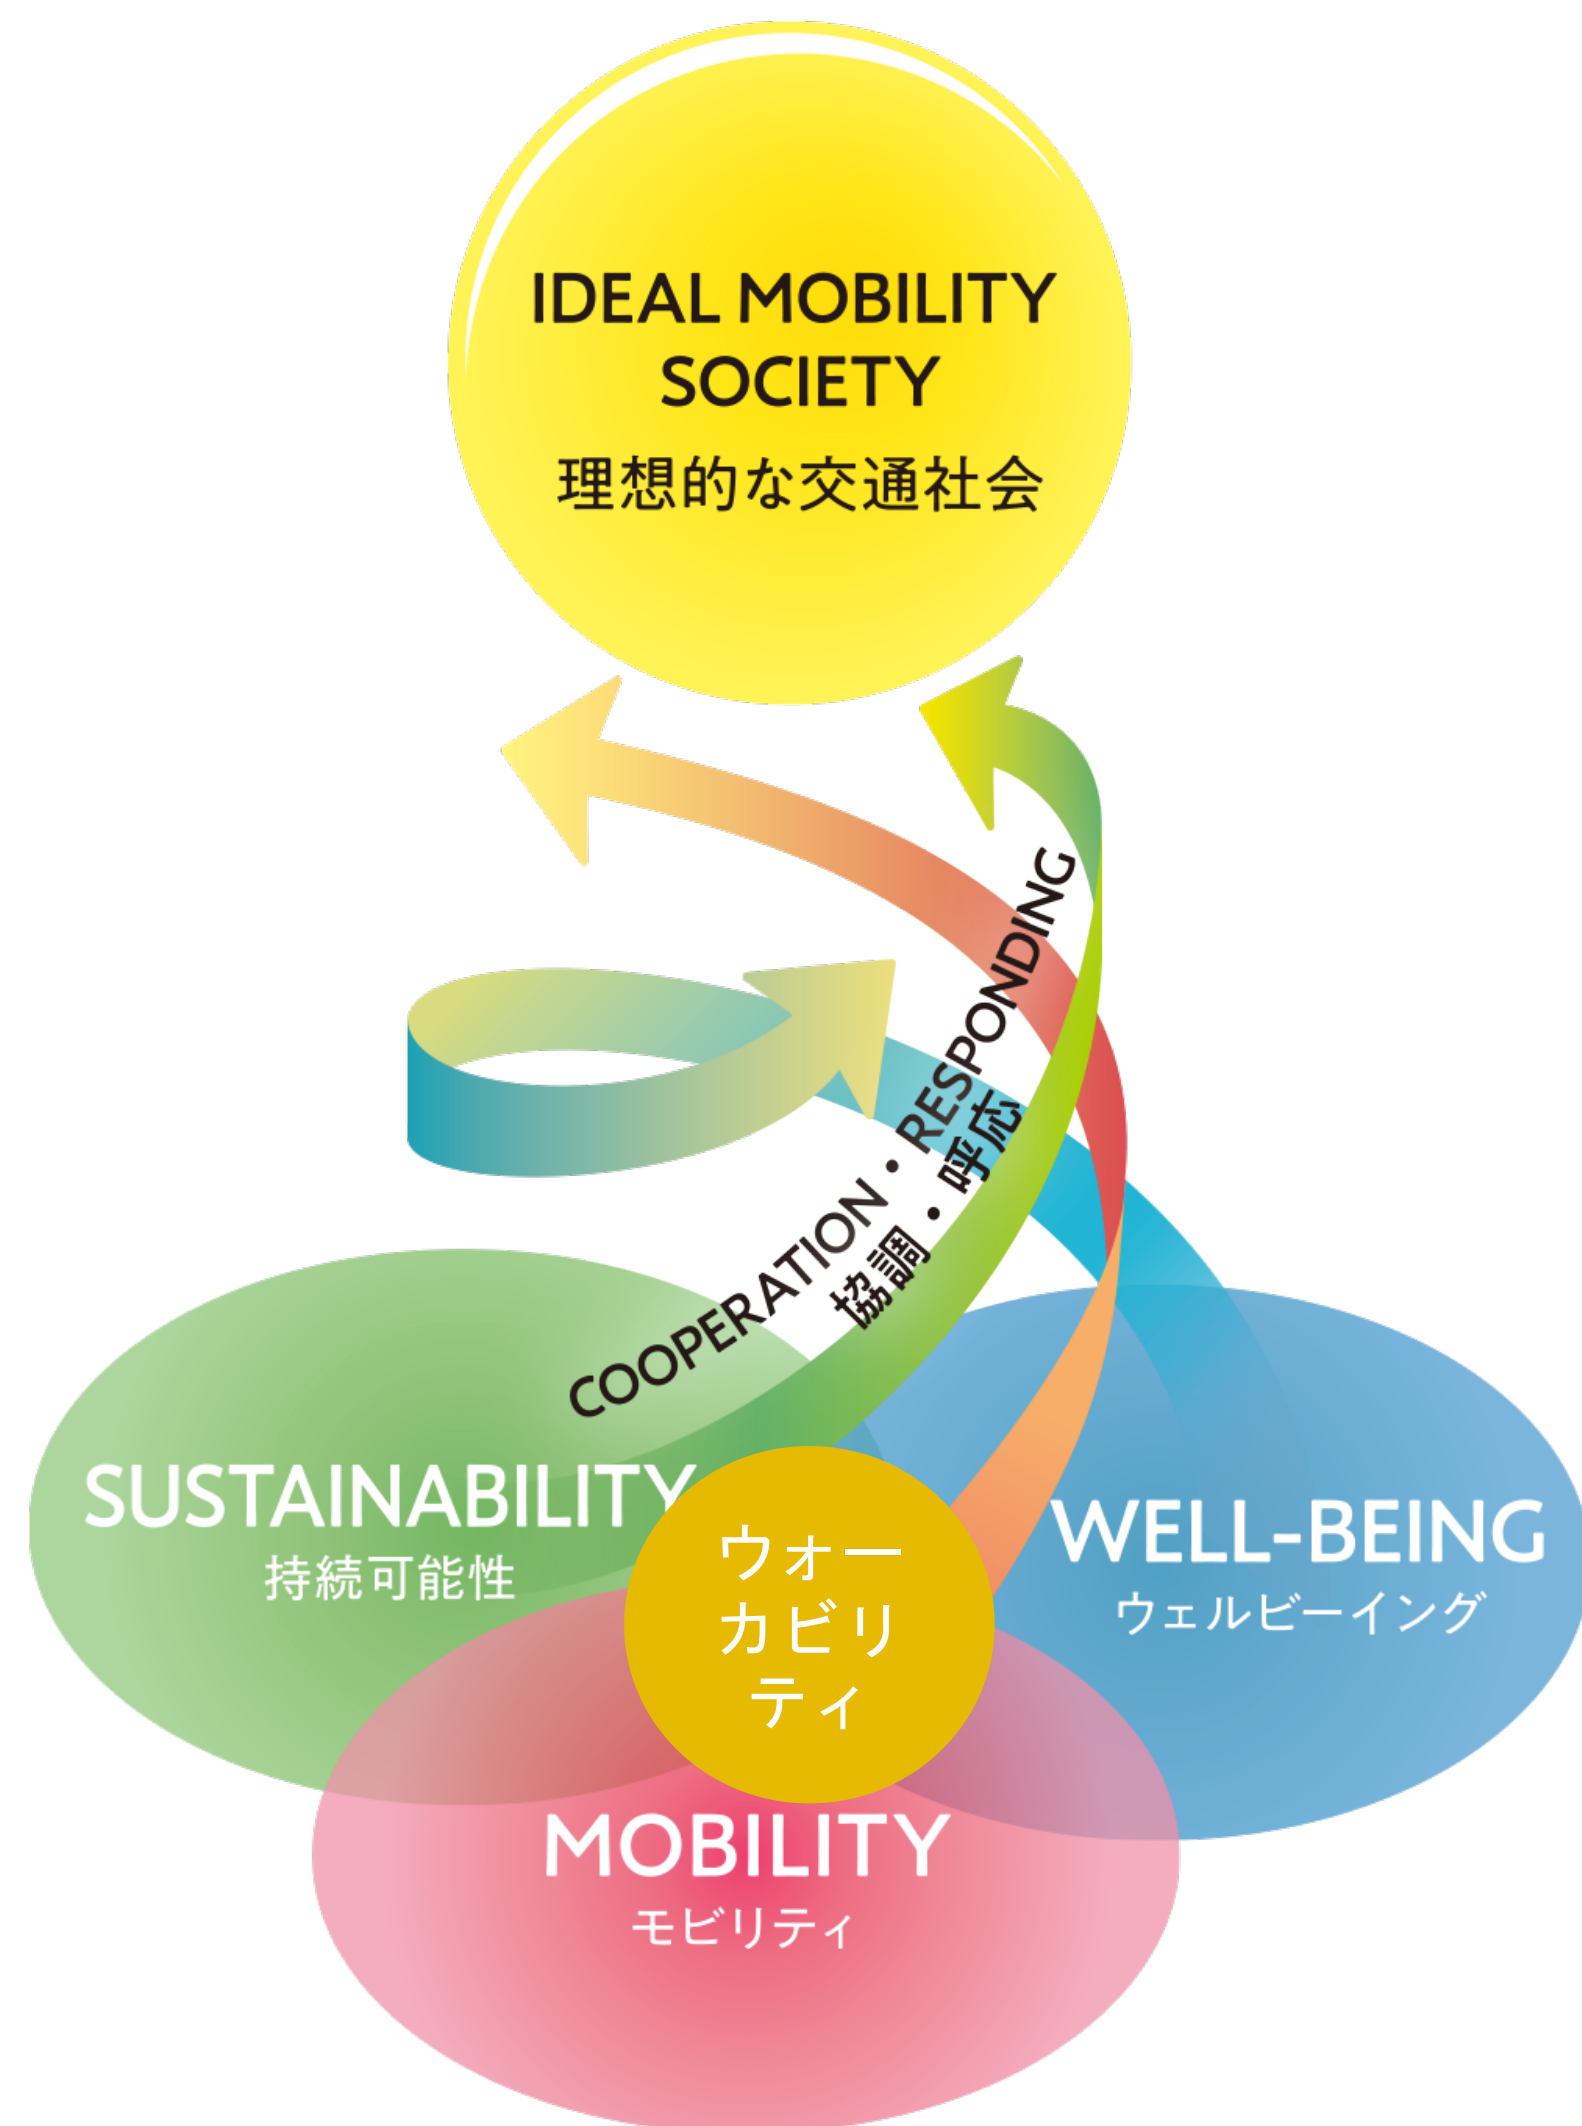 IDEAL MOBILITY
SOCIETY
理想的な交通社会
COOPERATION・RESPONDING
協調・呼応
SUSTAINABILITY
持続可能性
WELL-BEING
ウェルビーイング
ウォー
カビリ
ティ
MOBILITY
モビリティ